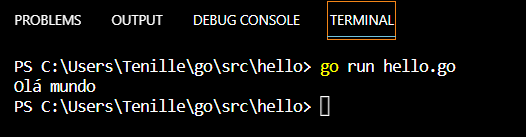 PROBLEMS OUTPUT DEBUG CONSOLE TERMINAL
PS C:\Users\Tenille\go\src\hello> go run hello.go
Olá mundo
PS C:\Users\Tenille\go\src\hello>